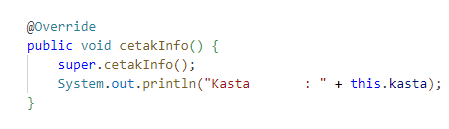 @Override
public void cetakInfo() {
    super.cetakInfo();
    System.out.println("Kasta       : " + this.kasta);
}